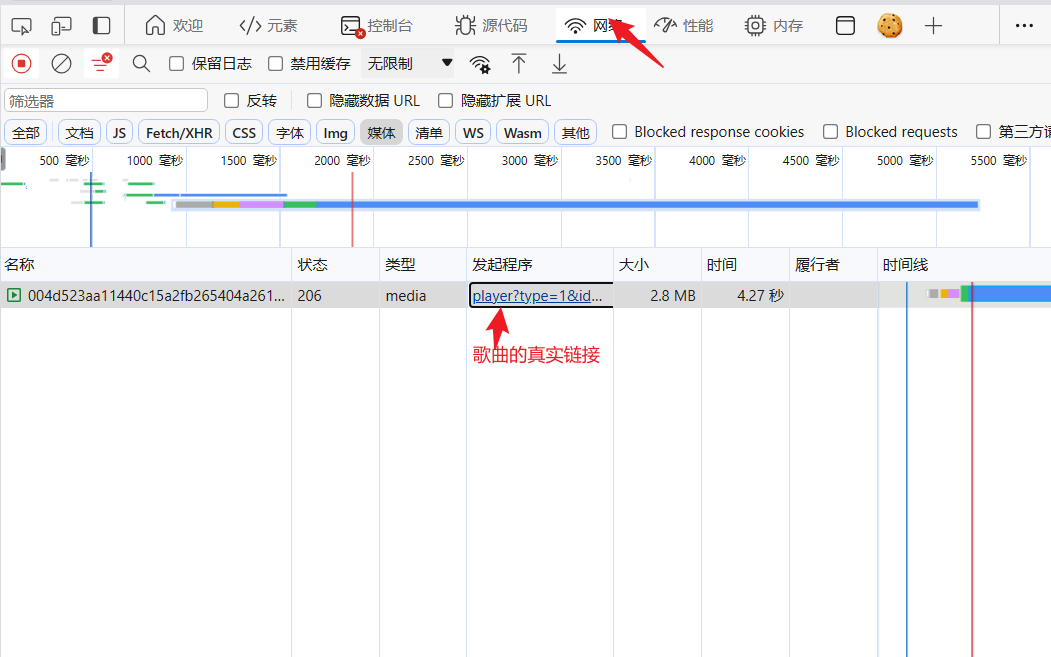 欢迎 元素 控制台 源代码 网络 性能 内存
保留日志 禁用缓存 无限制
筛选器 反转 隐藏数据 URL 隐藏扩展 URL
全部 文档 JS Fetch/XHR CSS 字体 Img 媒体 清单 WS Wasm 其他 Blocked response cookies Blocked requests 第三方请
500 毫秒 1000 毫秒 1500 毫秒 2000 毫秒 2500 毫秒 3000 毫秒 3500 毫秒 4000 毫秒 4500 毫秒 5000 毫秒 5500 毫秒
名称 状态 类型 发起程序 大小 时间 履行者 时间线
004d523aa11440c15a2fb265404a261... 206 media player?type=1&id... 2.8 MB 4.27 秒
歌曲的真实链接